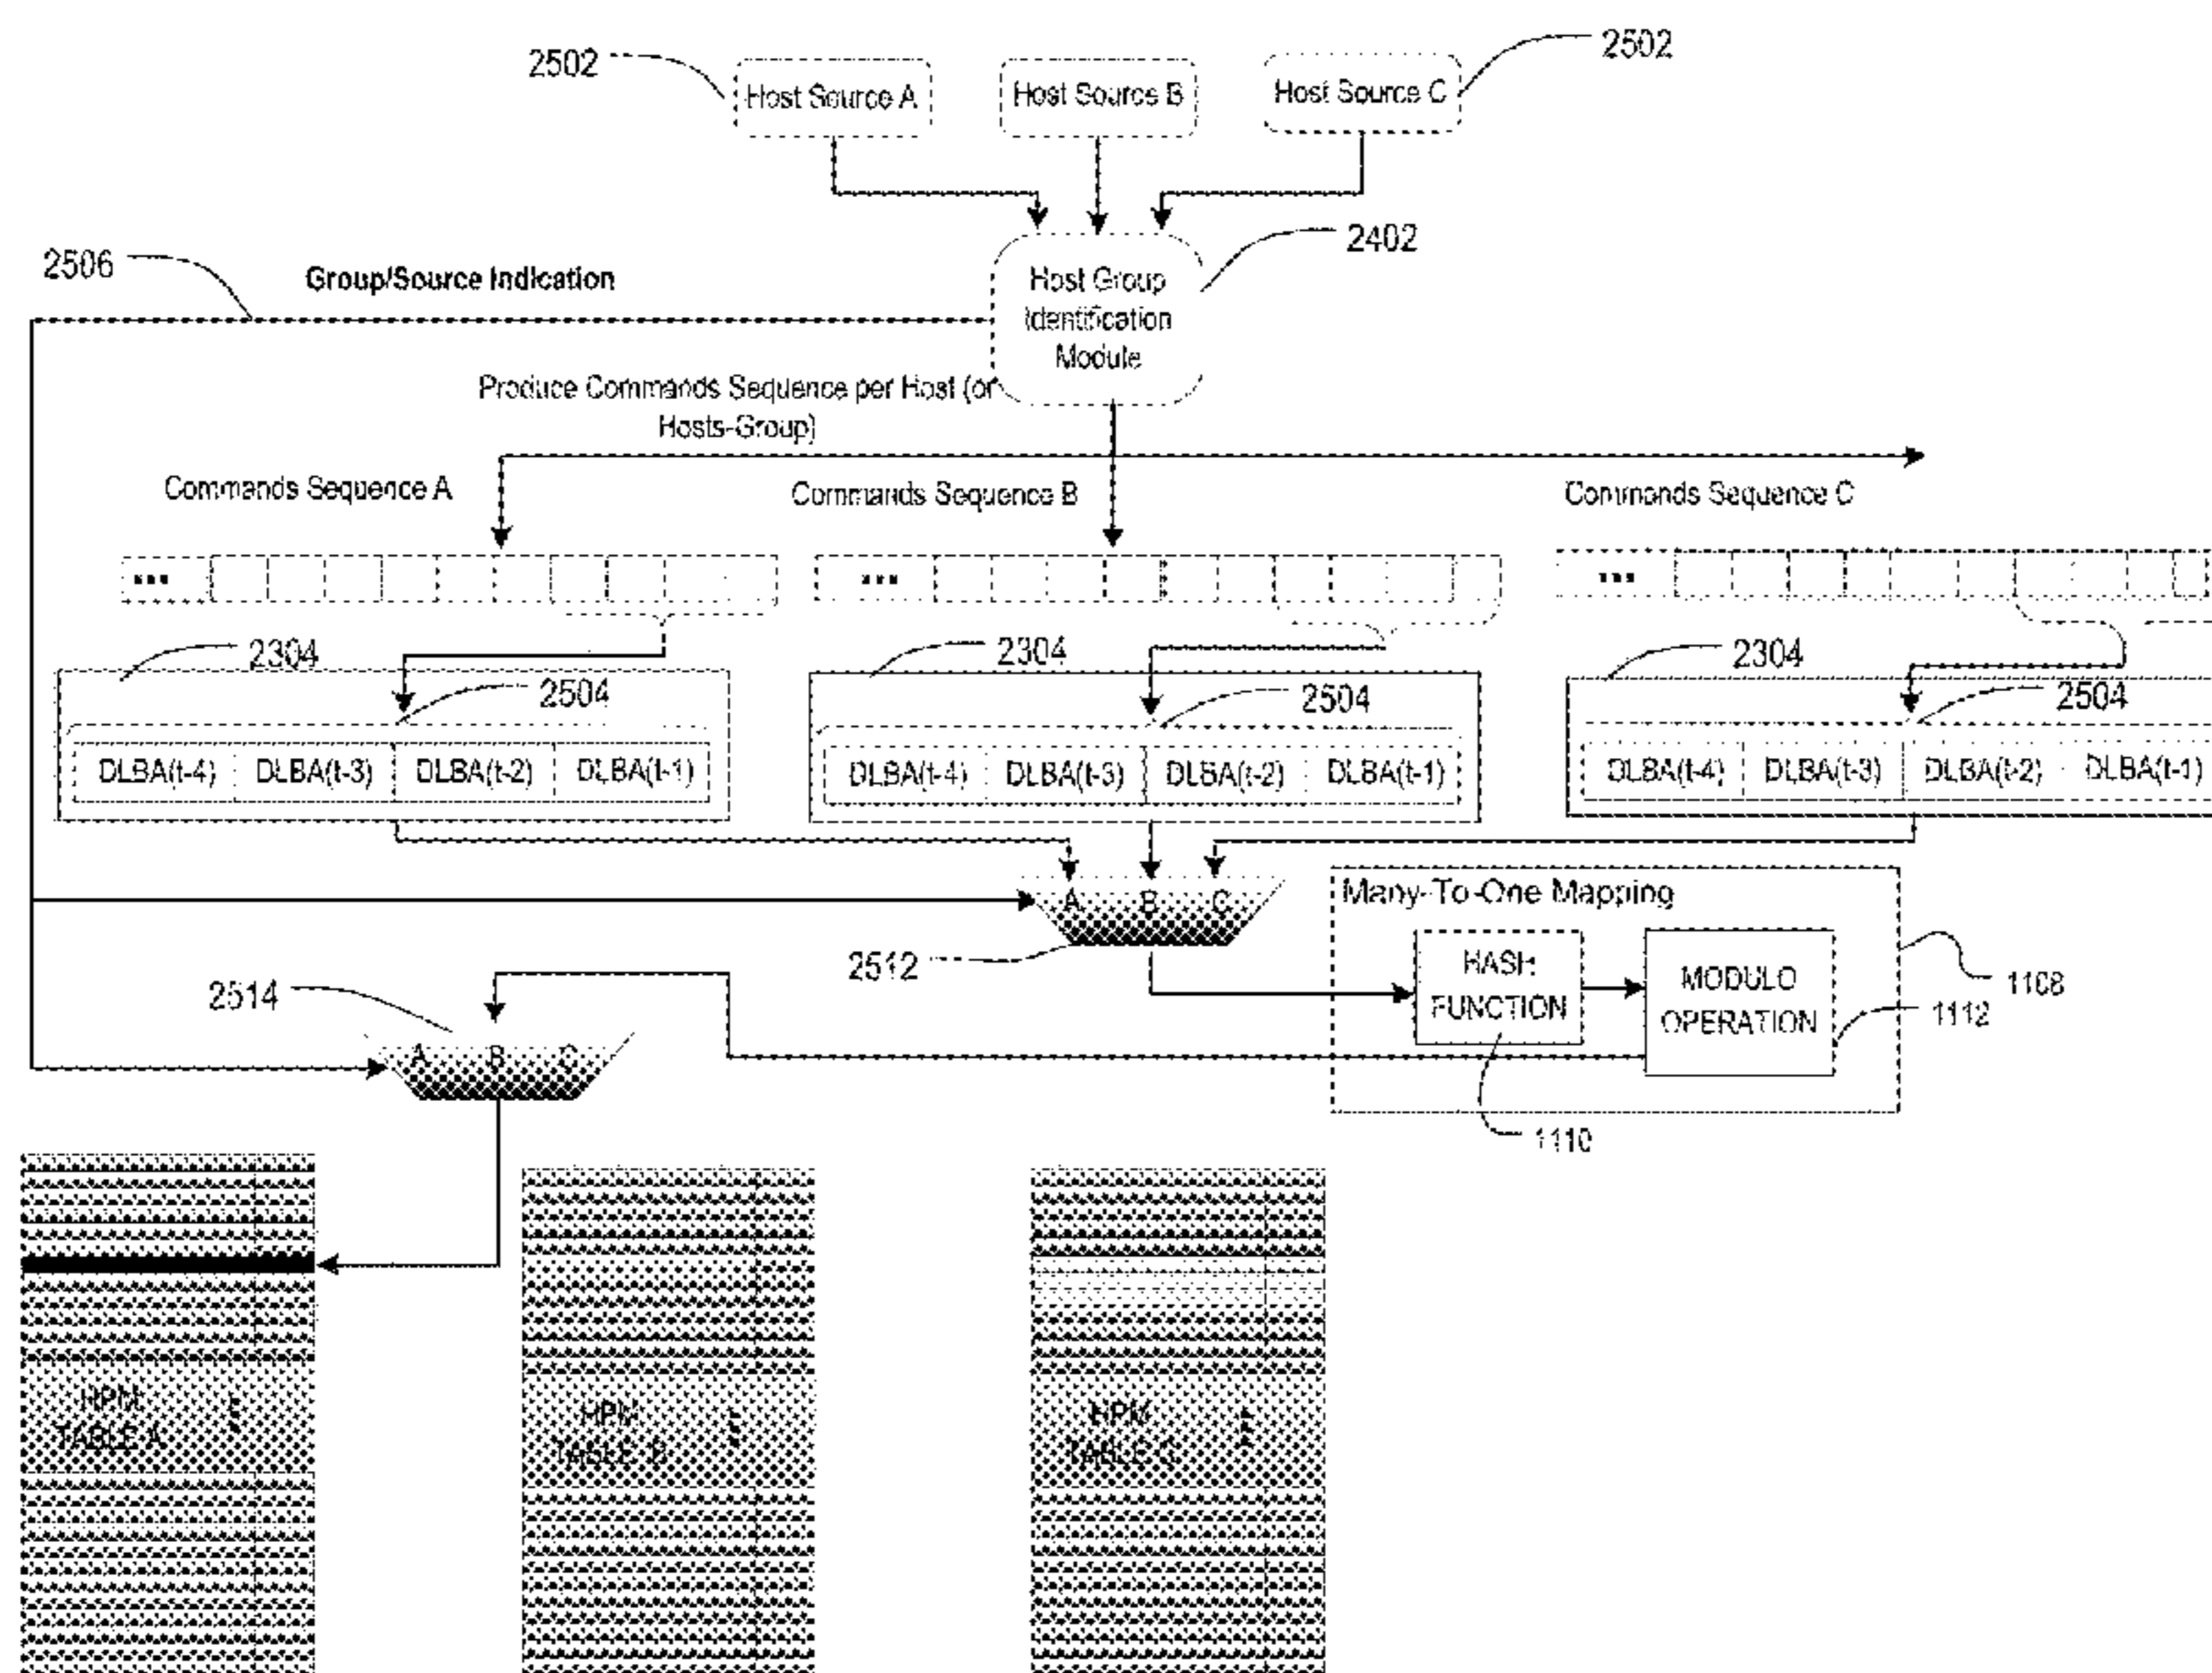 2502
2502
Host Source A
Host Source B
Host Source C
2402
2506
Group/Source Indication
Host Group
Identification
Module
Produce Commands Sequence per Host (or
Hosts-Group)
Commands Sequence A
Commands Sequence B
Commands Sequence C
...
...
...
2304
2304
2304
2504
2504
2504
DLBA(t-4) DLBA(t-3) DLBA(t-2) DLBA(t-1)
DLBA(t-4) DLBA(t-3) DLBA(t-2) DLBA(t-1)
DLBA(t-4) DLBA(t-3) DLBA(t-2) DLBA(t-1)
A B C
Many-To-One Mapping
2512
HASH
FUNCTION
MODULO
OPERATION
1108
1112
2514
A B C
1110
HPM
TABLE A
HPM
TABLE B
HPM
TABLE C